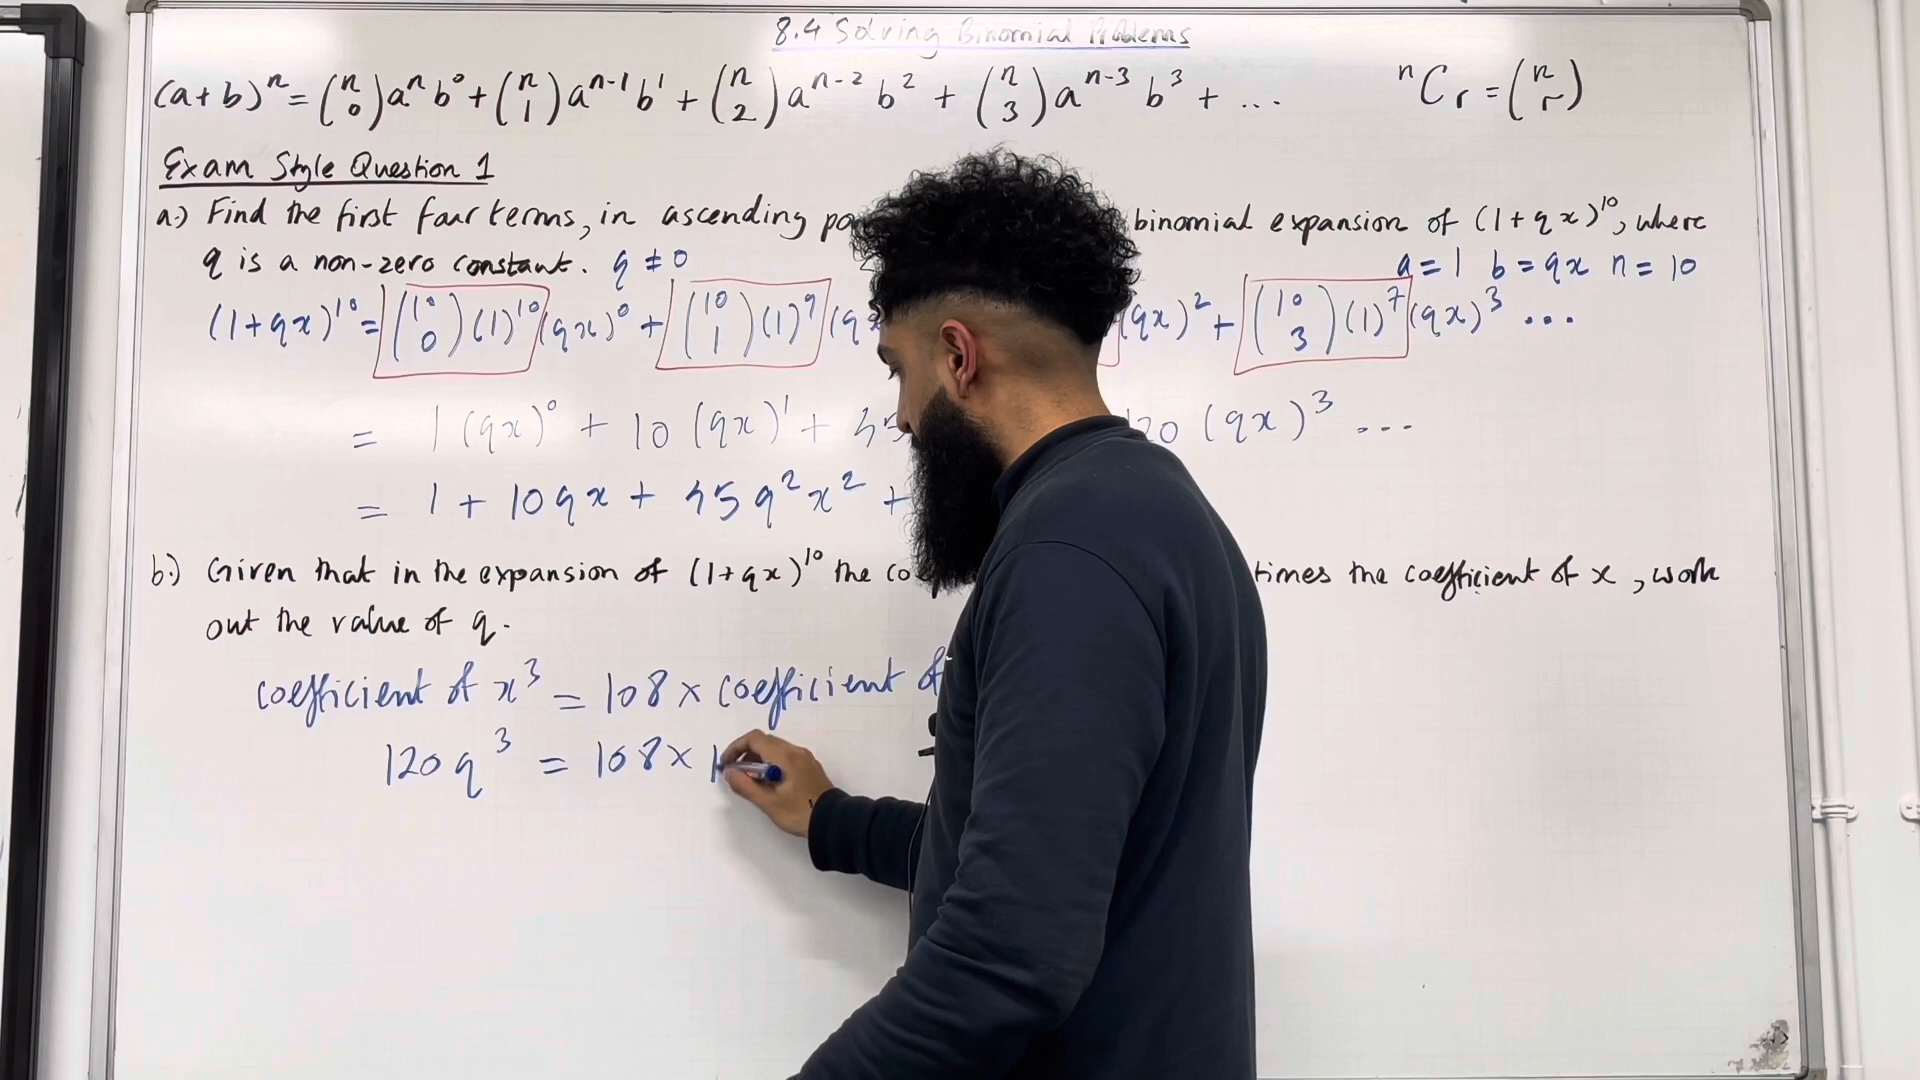 8.4 Solving Binomial Problems
(a+b)ⁿ = (n 0)aⁿb⁰ + (n 1)aⁿ⁻¹b¹ + (n 2)aⁿ⁻²b² + (n 3)aⁿ⁻³b³ + ... ⁿCᵣ = (n r)
Exam Style Question 1
a.) Find the first four terms, in ascending binomial expansion of (1+qx)¹⁰, where
q is a non-zero constant. q ≠ 0 a = 1 b = qx n = 10
(1+qx)¹⁰ = (10 0)(1)¹⁰(qx)⁰ + (10 1)(1)⁹ (qx)² + (10 3)(1)⁷(qx)³ ...
= 1(qx)⁰ + 10(qx)¹ + 45 (qx)³ ...
= 1 + 10qx + 45q²x² +
b.) Given that in the expansion of (1+qx)¹⁰ the times the coefficient of x, work
out the value of q.
coefficient of x³ = 108 × coefficient of
120q³ = 108 × 1